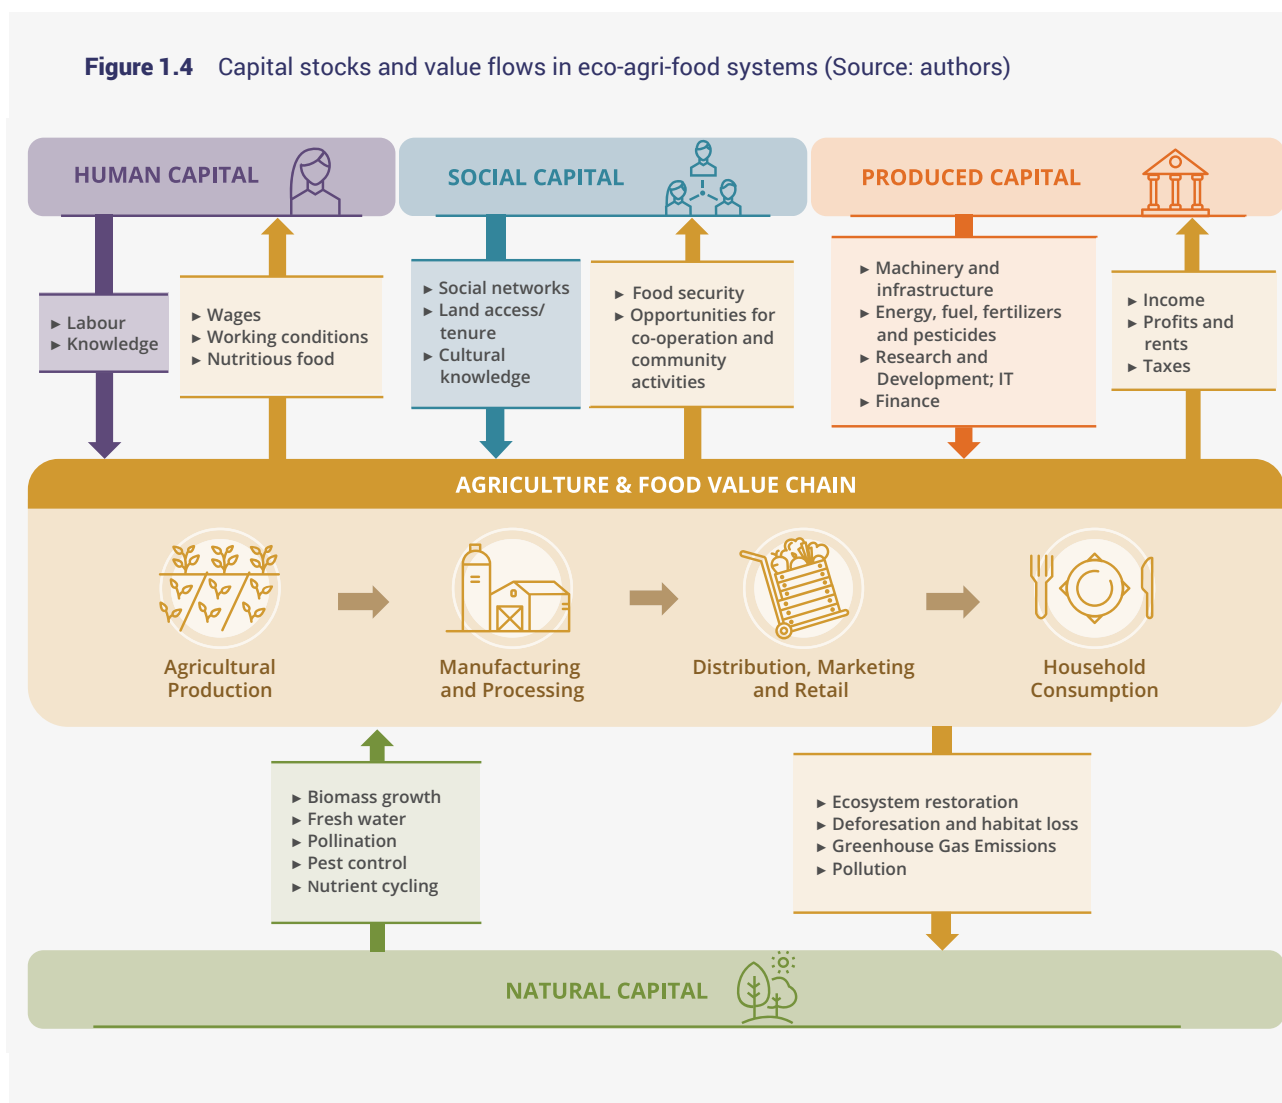 Figure 1.4 Capital stocks and value flows in eco-agri-food systems (Source: authors)
HUMAN CAPITAL
SOCIAL CAPITAL
PRODUCED CAPITAL
▸ Labour
▸ Knowledge
▸ Wages
▸ Working conditions
▸ Nutritious food
▸ Social networks
▸ Land access/
tenure
▸ Cultural
knowledge
▸ Food security
▸ Opportunities for
co-operation and
community
activities
▸ Machinery and
infrastructure
▸ Energy, fuel, fertilizers
and pesticides
▸ Research and
Development; IT
▸ Finance
▸ Income
▸ Profits and
rents
▸ Taxes
AGRICULTURE & FOOD VALUE CHAIN
Agricultural
Production
Manufacturing
and Processing
Distribution, Marketing
and Retail
Household
Consumption
▸ Biomass growth
▸ Fresh water
▸ Pollination
▸ Pest control
▸ Nutrient cycling
▸ Ecosystem restoration
▸ Deforesation and habitat loss
▸ Greenhouse Gas Emissions
▸ Pollution
NATURAL CAPITAL